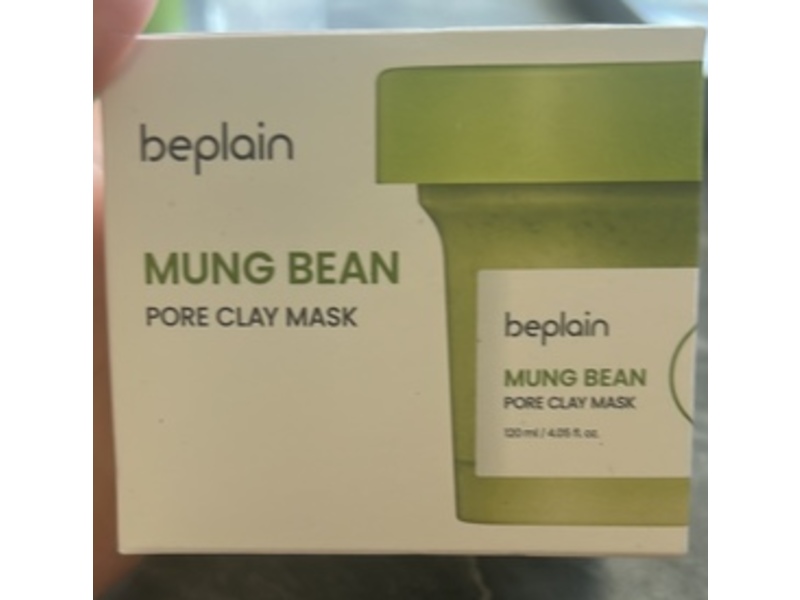 beplain
MUNG BEAN
PORE CLAY MASK
beplain
MUNG BEAN
PORE CLAY MASK
120 ml / 4.05 fl. oz.